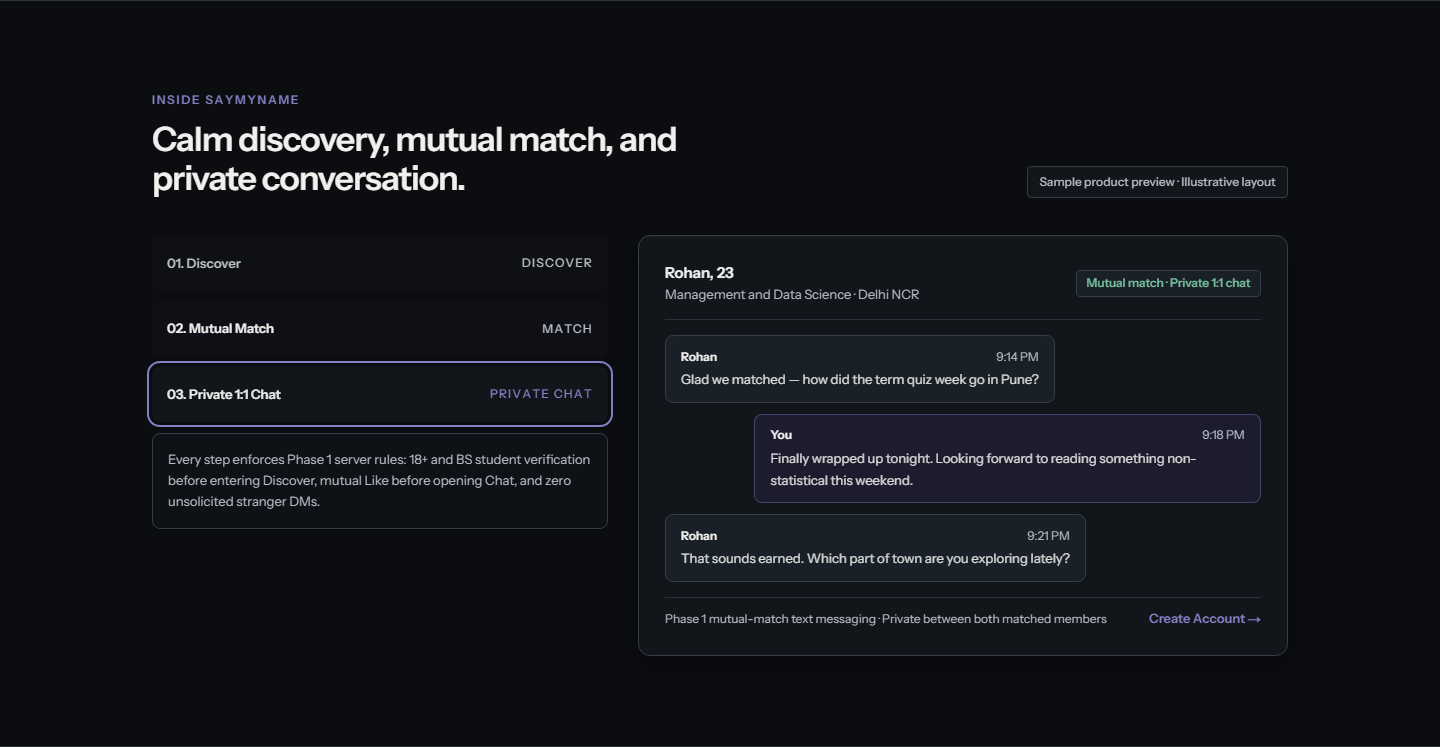 INSIDE SAYMYNAME
Calm discovery, mutual match, and
private conversation.
Sample product preview · Illustrative layout
01. Discover
DISCOVER
02. Mutual Match
MATCH
03. Private 1:1 Chat
PRIVATE CHAT
Every step enforces Phase 1 server rules: 18+ and BS student verification
before entering Discover, mutual Like before opening Chat, and zero
unsolicited stranger DMs.
Rohan, 23
Management and Data Science · Delhi NCR
Mutual match · Private 1:1 chat
Rohan
9:14 PM
Glad we matched — how did the term quiz week go in Pune?
You
9:18 PM
Finally wrapped up tonight. Looking forward to reading something non-
statistical this weekend.
Rohan
9:21 PM
That sounds earned. Which part of town are you exploring lately?
Phase 1 mutual-match text messaging · Private between both matched members
Create Account →